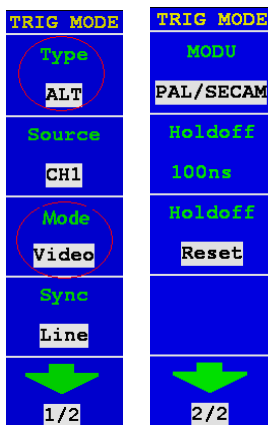 TRIG MODE
Type
ALT
Source
CH1
Mode
Video
Sync
Line
1/2
TRIG MODE
MODU
PAL/SECAM
Holdoff
100ns
Holdoff
Reset
2/2